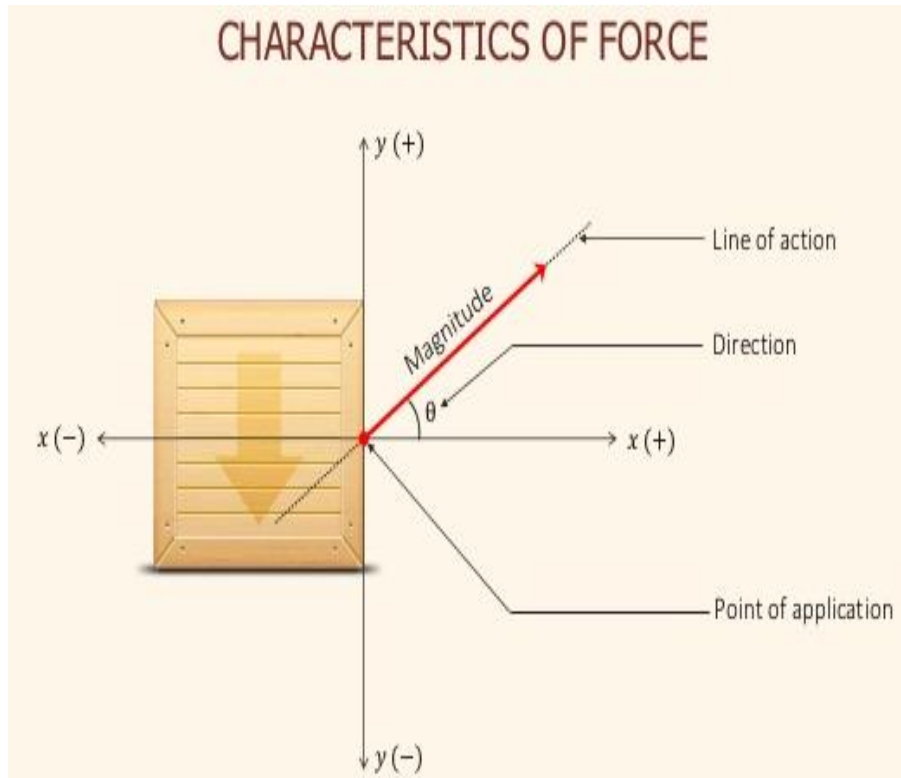 CHARACTERISTICS OF FORCE
y (+)
Line of action
Magnitude
Direction
θ
x (−)
x (+)
Point of application
y (−)